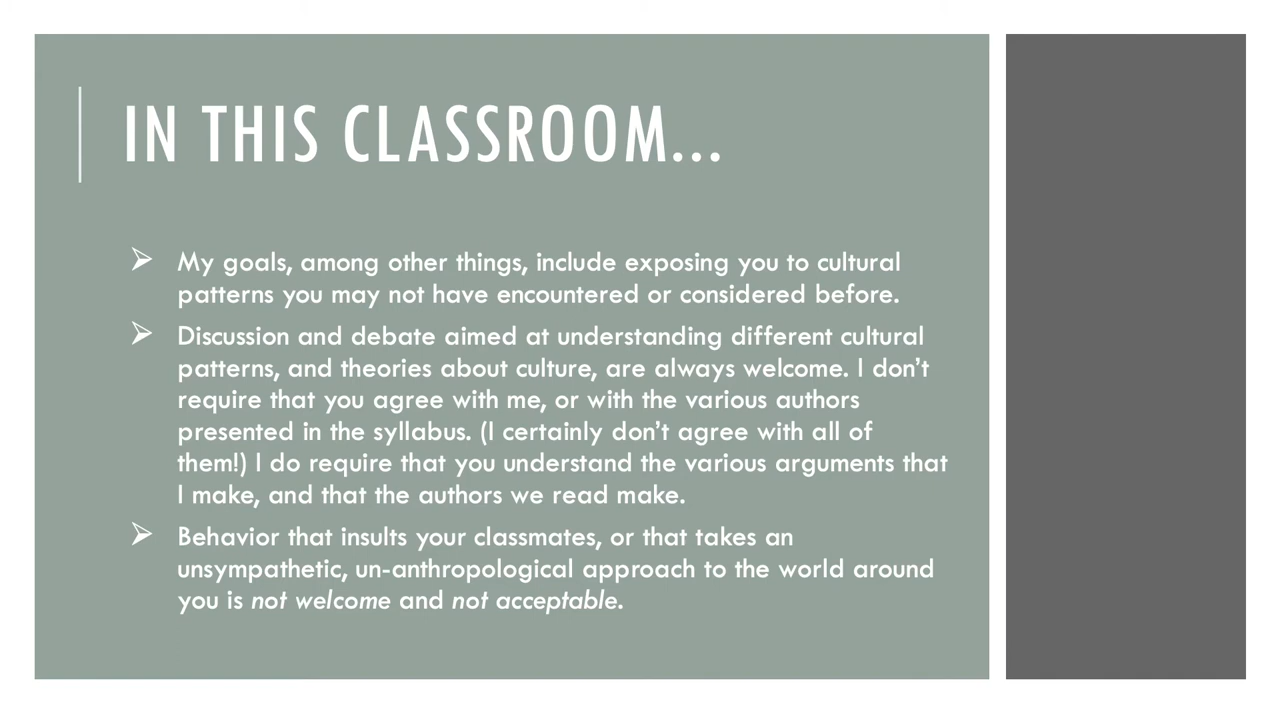 IN THIS CLASSROOM...
My goals, among other things, include exposing you to cultural
patterns you may not have encountered or considered before.
Discussion and debate aimed at understanding different cultural
patterns, and theories about culture, are always welcome. I don’t
require that you agree with me, or with the various authors
presented in the syllabus. (I certainly don’t agree with all of
them!) I do require that you understand the various arguments that
I make, and that the authors we read make.
Behavior that insults your classmates, or that takes an
unsympathetic, un-anthropological approach to the world around
you is not welcome and not acceptable.